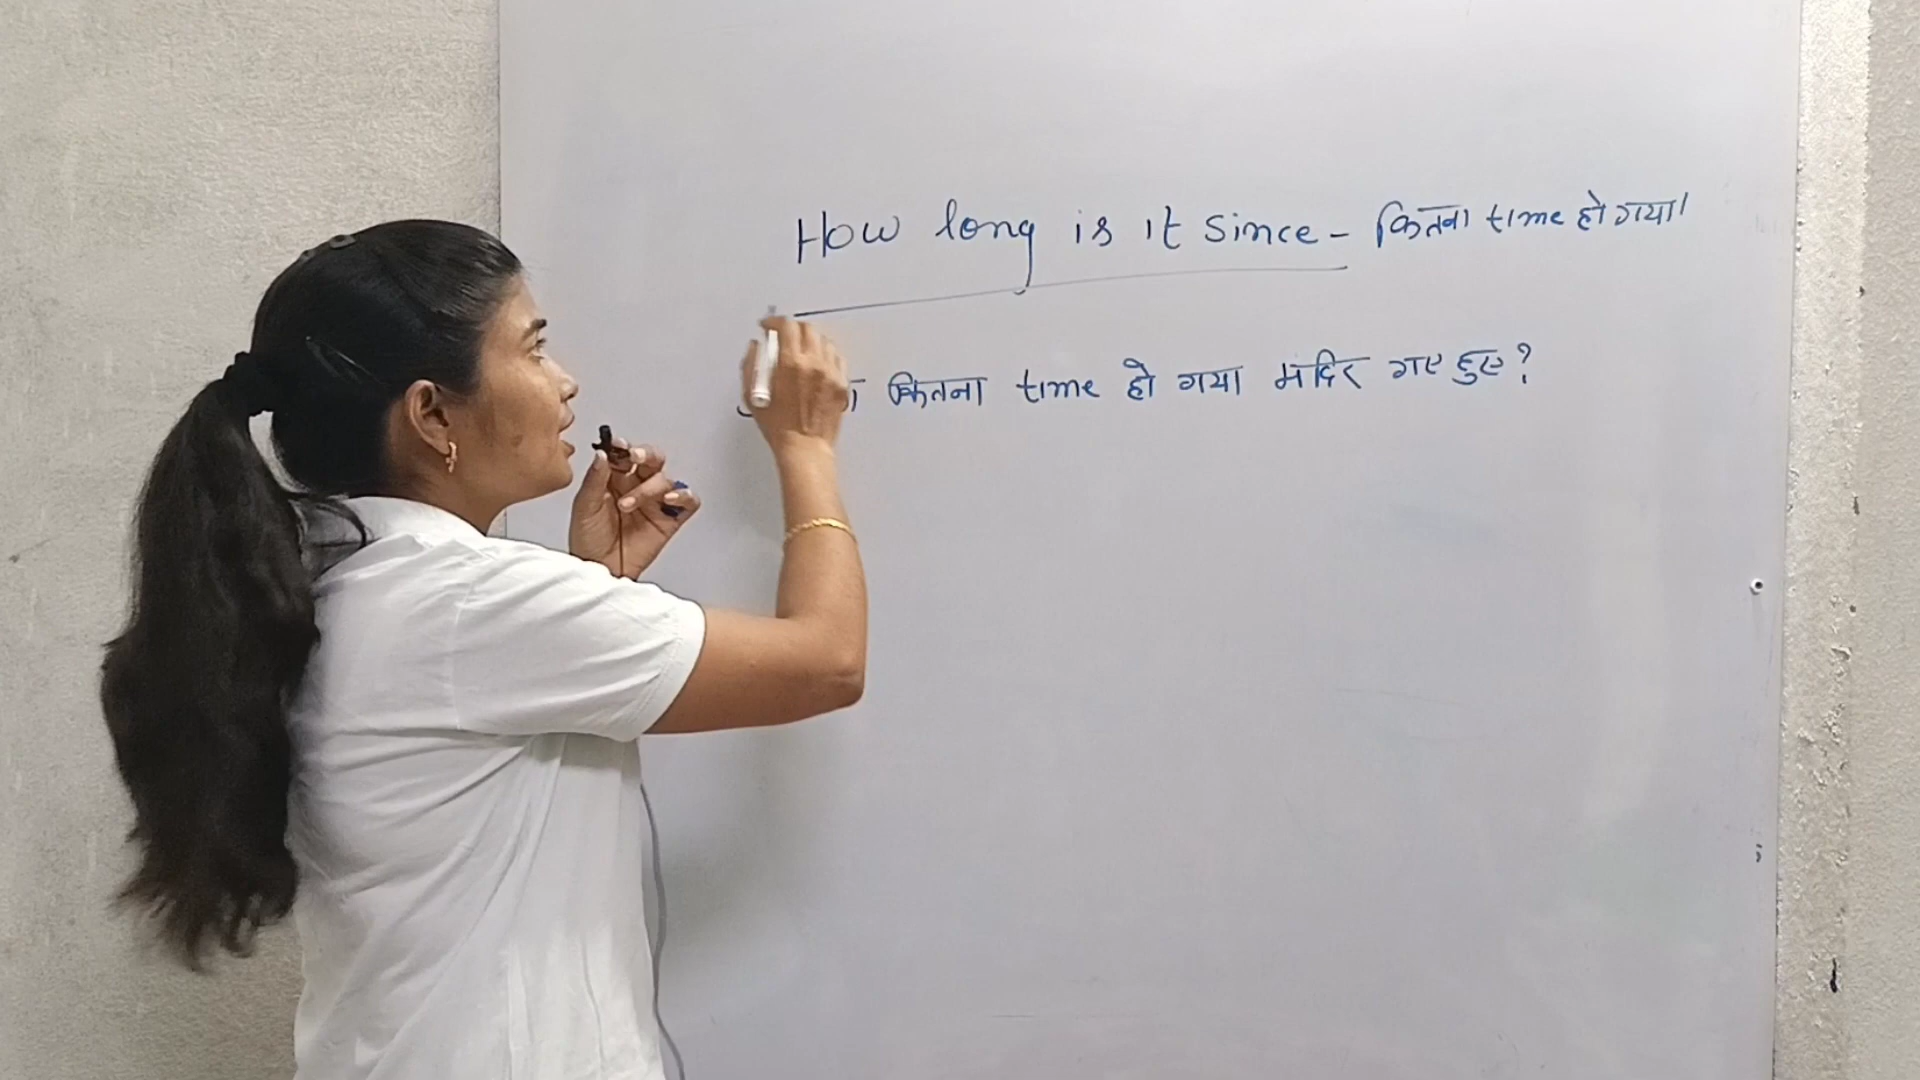 How long is it since - कितना time हो गया।
कितना time हो गया मंदिर गए हुए?